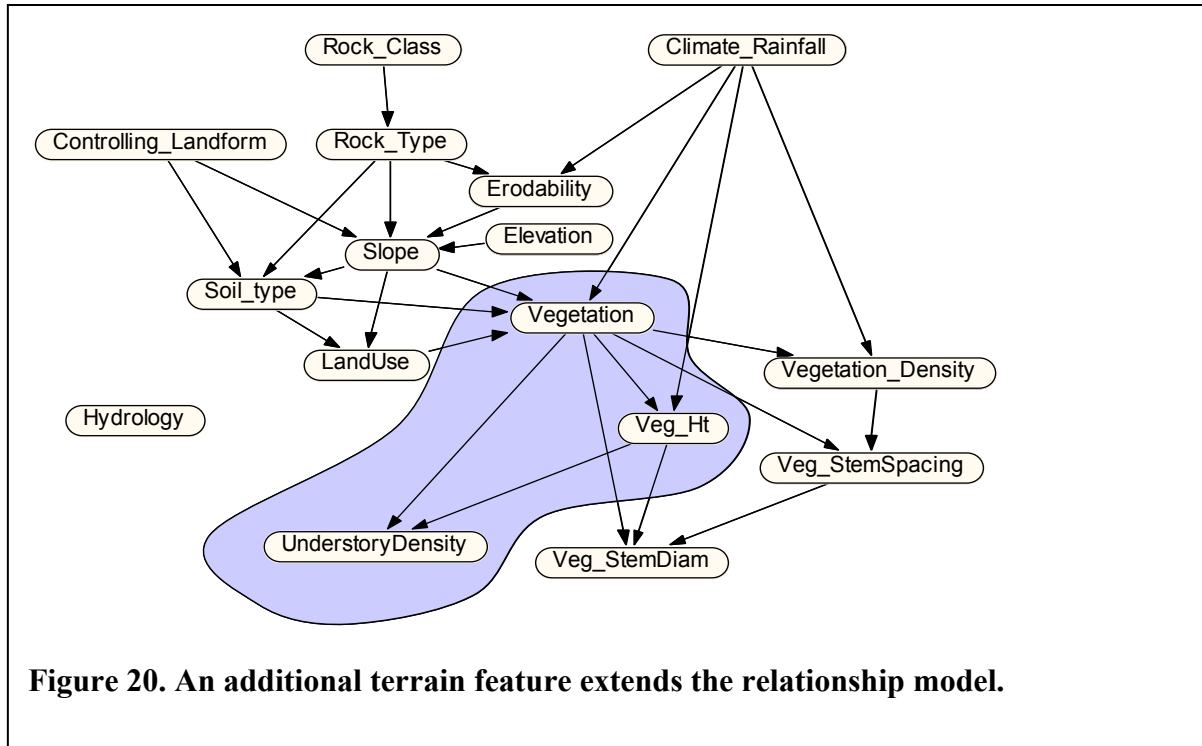 Rock_Class
Climate_Rainfall
Controlling_Landform
Rock_Type
Erodability
Elevation
Slope
Soil_type
Vegetation
LandUse
Vegetation_Density
Hydrology
Veg_Ht
Veg_StemSpacing
UnderstoryDensity
Veg_StemDiam
Figure 20. An additional terrain feature extends the relationship model.